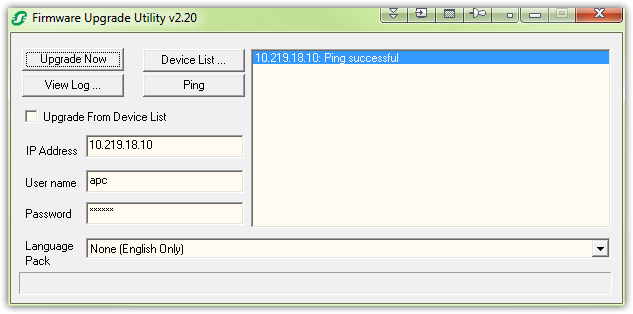 Firmware Upgrade Utility v2.20
Upgrade Now
Device List ...
View Log ...
Ping
10.219.18.10: Ping successful
Upgrade From Device List
IP Address
10.219.18.10
User name
apc
Password
××××××
Language
Pack
None (English Only)